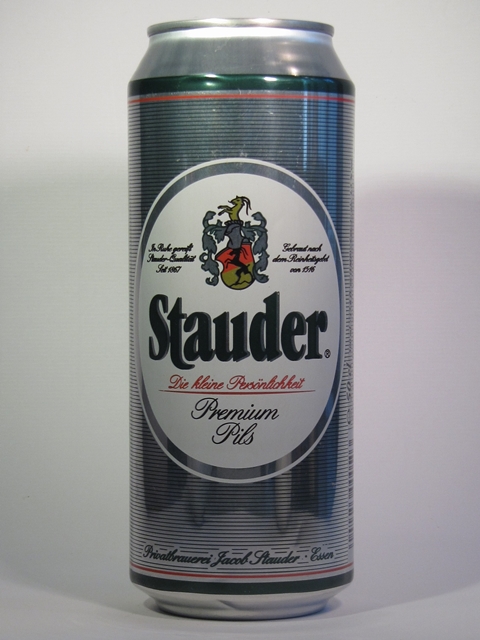 In Ruhe gereift
Stauder-Qualität
Seit 1867
Gebraut nach
dem Reinheitsgebot
von 1516
Stauder®
Die kleine Persönlichkeit
Premium
Pils
Privatbrauerei Jacob Stauder · Essen